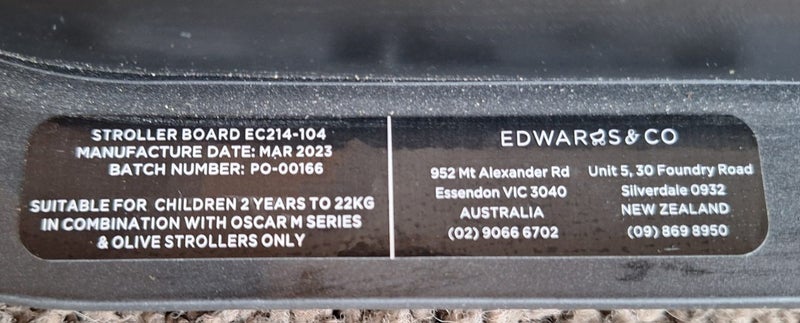 STROLLER BOARD EC214-104
MANUFACTURE DATE: MAR 2023
BATCH NUMBER: PO-00166
SUITABLE FOR CHILDREN 2 YEARS TO 22KG
IN COMBINATION WITH OSCAR M SERIES
& OLIVE STROLLERS ONLY
EDWARDS & CO
952 Mt Alexander Rd
Essendon VIC 3040
AUSTRALIA
(02) 9066 6702
Unit 5, 30 Foundry Road
Silverdale 0932
NEW ZEALAND
(09) 869 8950